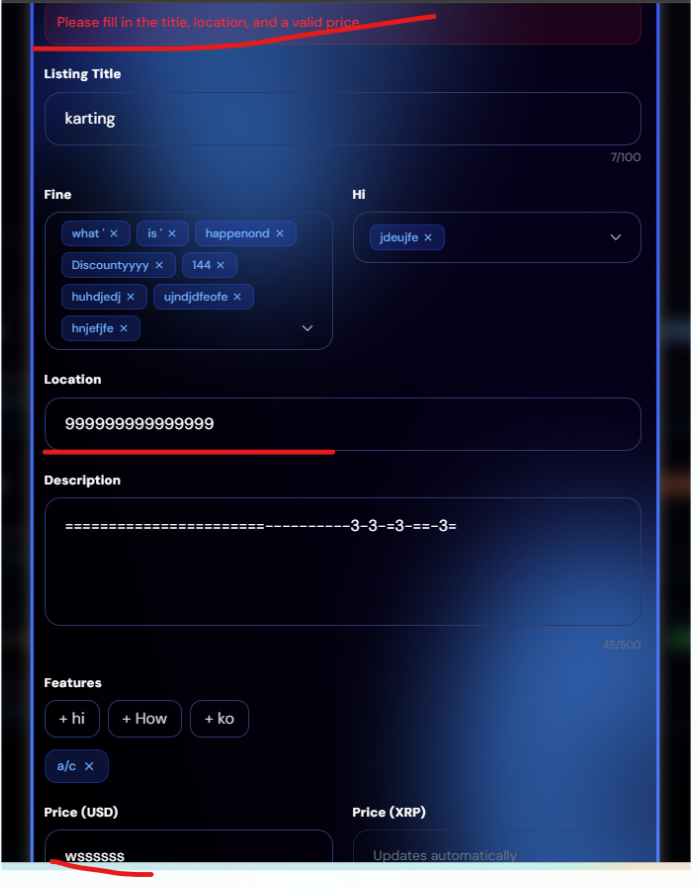 Please fill in the title, location, and a valid price.
Listing Title
karting
7/100
Fine
Hi
what ' ×
is ' ×
happenond ×
jdeujfe ×
Discountyyyy ×
144 ×
huhdjedj ×
ujndjdfeofe ×
hnjefjfe ×
Location
999999999999999
Description
=======================----------3-3-=3-==-3=
45/500
Features
+ hi
+ How
+ ko
a/c ×
Price (USD)
Price (XRP)
wssssss
Updates automatically